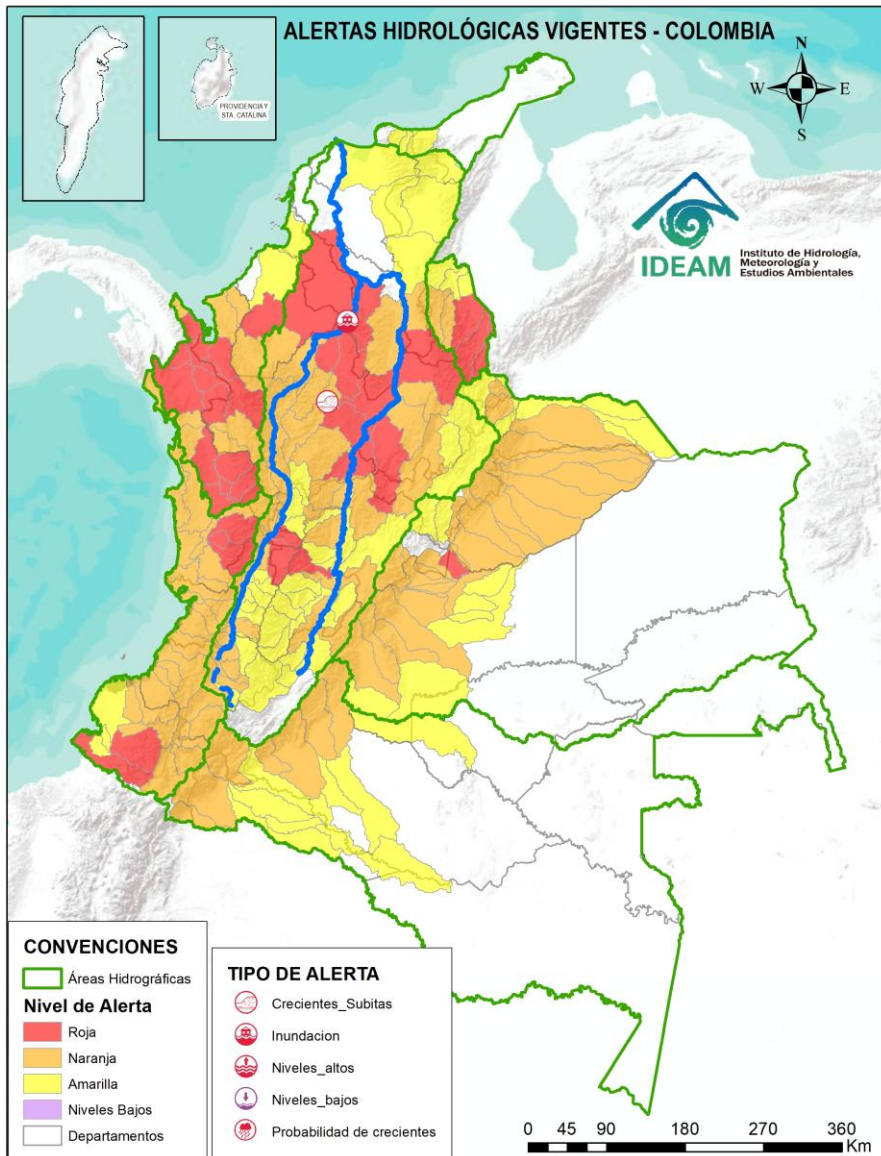 ALERTAS HIDROLÓGICAS VIGENTES - COLOMBIA
PROVIDENCIA Y
STA. CATALINA
N
W E
S
IDEAM
Instituto de Hidrología,
Meteorología y
Estudios Ambientales
CONVENCIONES
Áreas Hidrográficas
Nivel de Alerta
Roja
Naranja
Amarilla
Niveles Bajos
Departamentos
TIPO DE ALERTA
Crecientes_Subitas
Inundacion
Niveles_altos
Niveles_bajos
Probabilidad de crecientes
0 45 90 180 270 360
Km